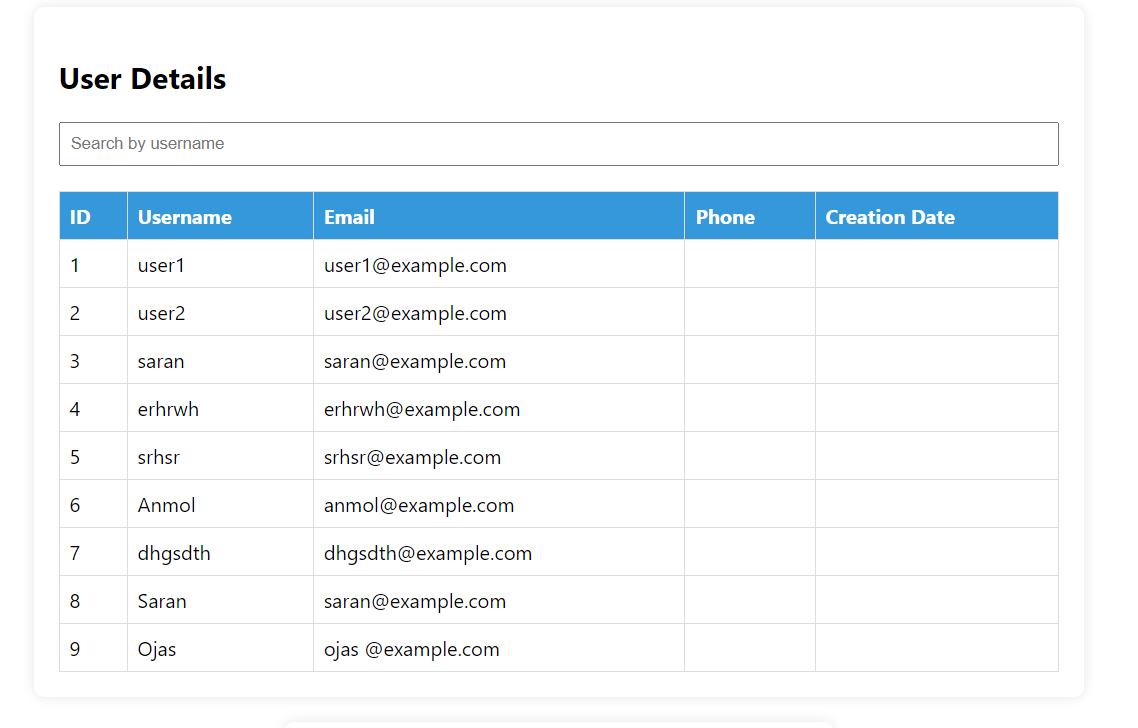 User Details
Search by username
ID Username Email Phone Creation Date
1 user1 user1@example.com
2 user2 user2@example.com
3 saran saran@example.com
4 erhrwh erhrwh@example.com
5 srhsr srhsr@example.com
6 Anmol anmol@example.com
7 dhgsdth dhgsdth@example.com
8 Saran saran@example.com
9 Ojas ojas @example.com